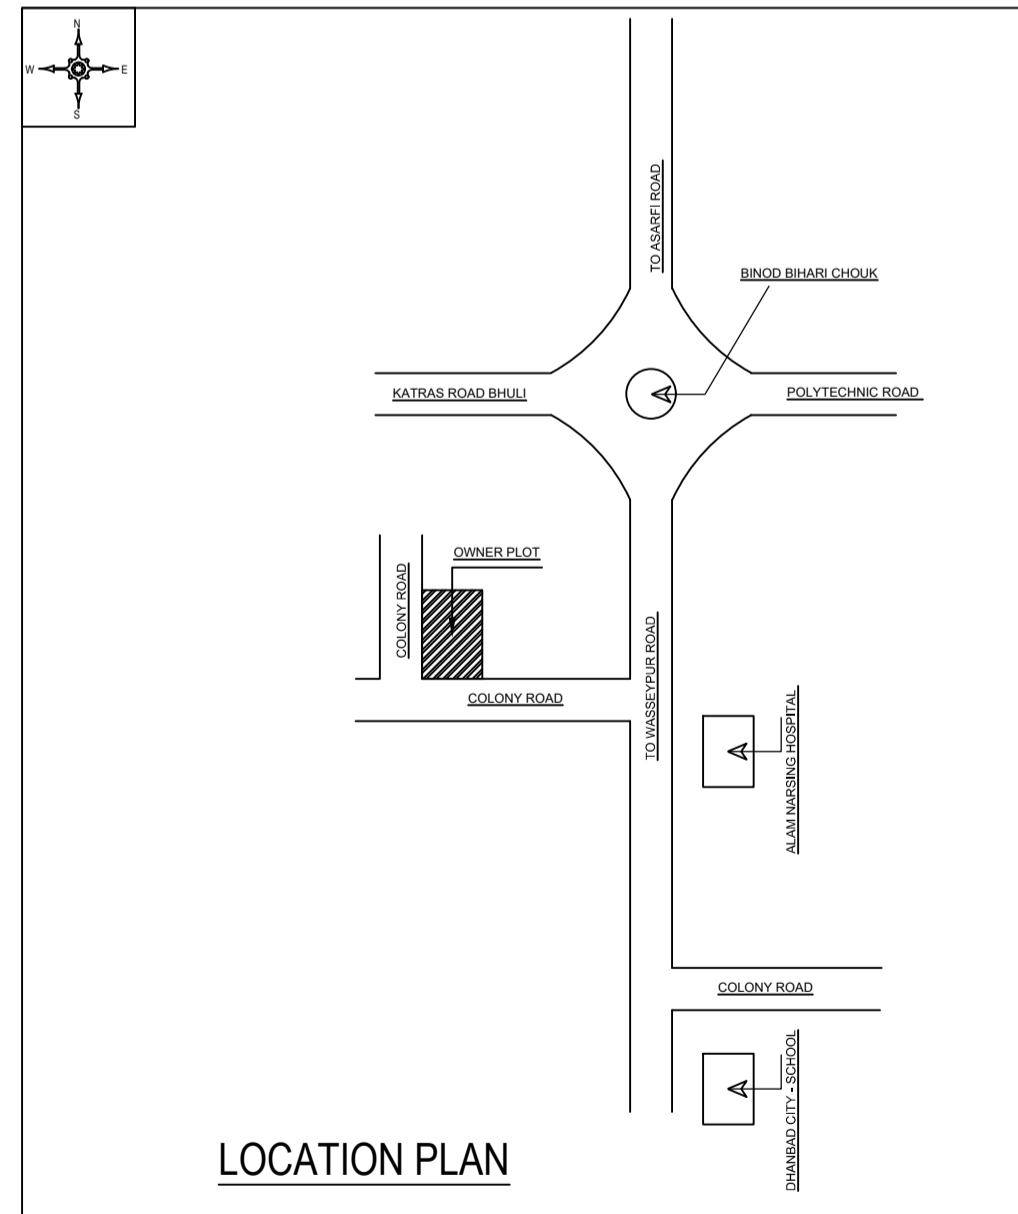 N
W
E
S
TO ASARFI ROAD
BINOD BIHARI CHOUK
KATRAS ROAD BHULI
POLYTECHNIC ROAD
OWNER PLOT
COLONY ROAD
COLONY ROAD
TO WASSEYPUR ROAD
ALAM NARSING HOSPITAL
COLONY ROAD
DHANBAD CITY - SCHOOL
LOCATION PLAN